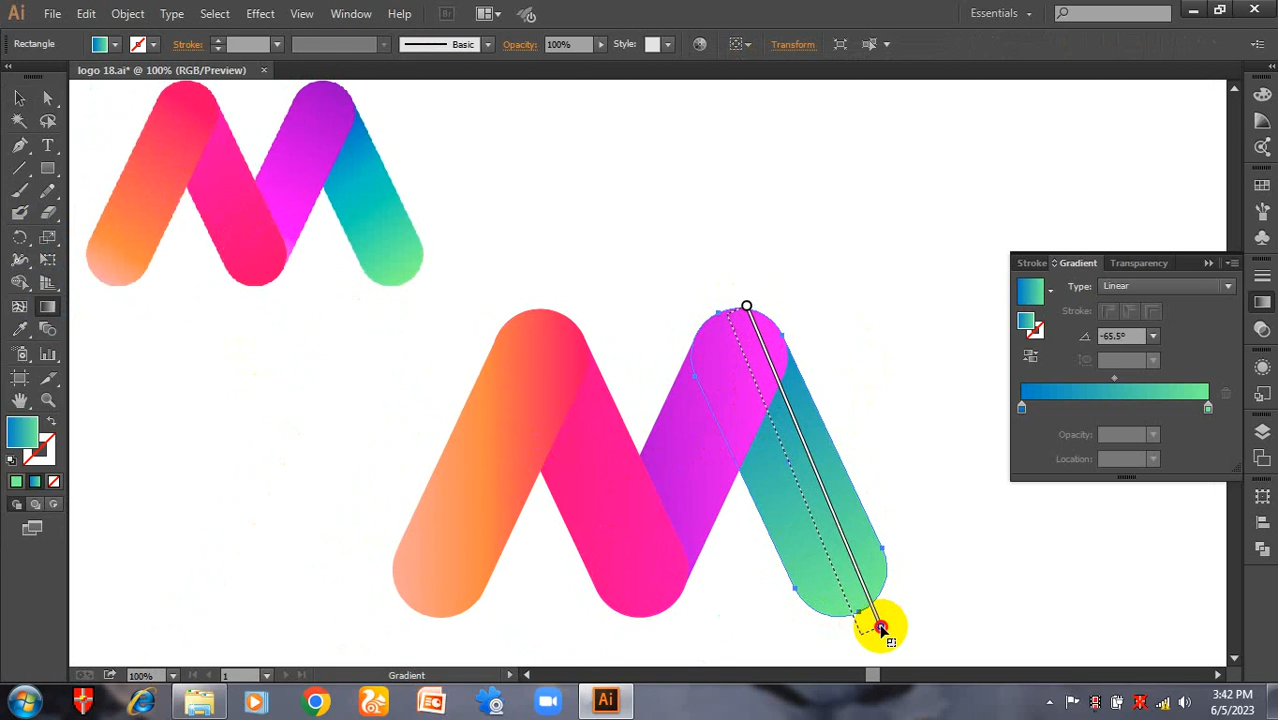 Ai File Edit Object Type Select Effect View Window Help Br Essentials
Rectangle Stroke: Basic Opacity: 100% Style: Transform
logo 18.ai* @ 100% (RGB/Preview) ×
Stroke Gradient Transparency
Type: Linear
Stroke:
-65.5°
Opacity:
Location:
100% 1 Gradient
Ai 3:42 PM
6/5/2023